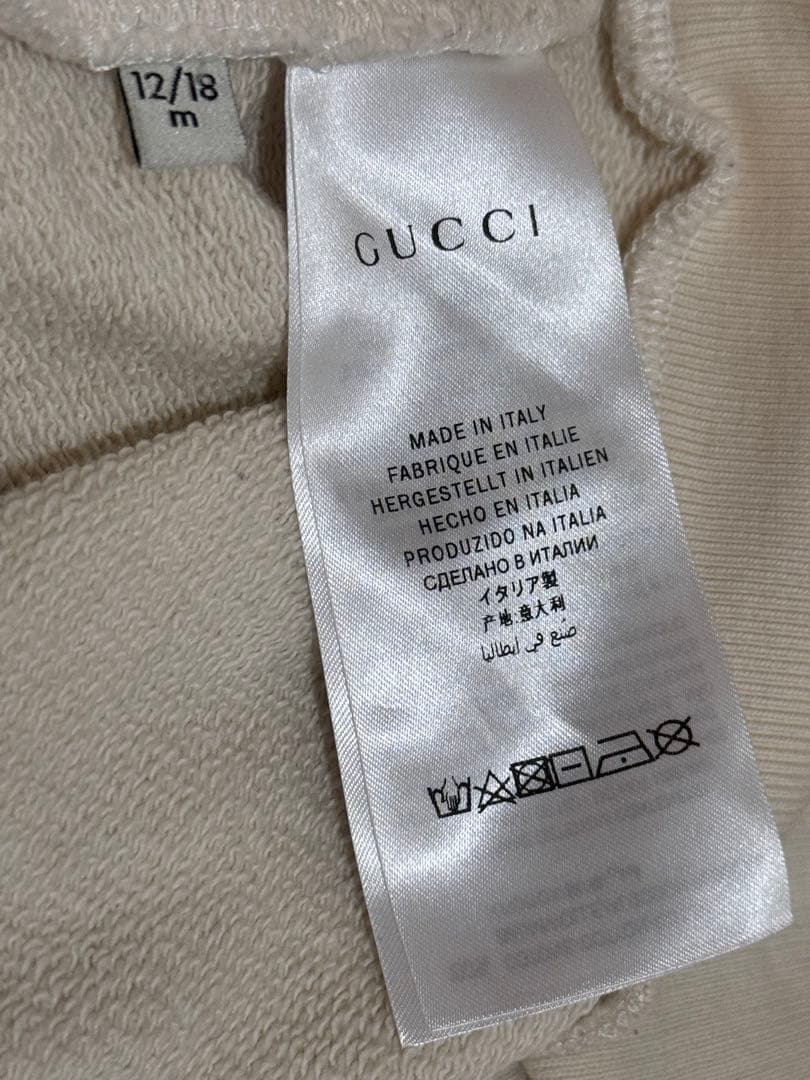 12/18
m
GUCCI
MADE IN ITALY
FABRIQUE EN ITALIE
HERGESTELLT IN ITALIEN
HECHO EN ITALIA
PRODUZIDO NA ITALIA
СДЕЛАНО В ИТАЛИИ
イタリア製
产地:意大利
صنع في ايطاليا